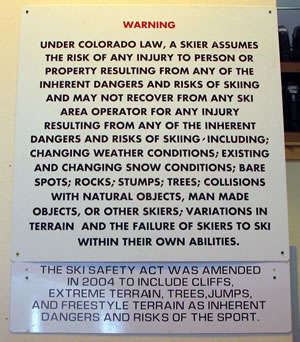 WARNING
UNDER COLORADO LAW, A SKIER ASSUMES
THE RISK OF ANY INJURY TO PERSON OR
PROPERTY RESULTING FROM ANY OF THE
INHERENT DANGERS AND RISKS OF SKIING
AND MAY NOT RECOVER FROM ANY SKI
AREA OPERATOR FOR ANY INJURY
RESULTING FROM ANY OF THE INHERENT
DANGERS AND RISKS OF SKIING, INCLUDING;
CHANGING WEATHER CONDITIONS; EXISTING
AND CHANGING SNOW CONDITIONS; BARE
SPOTS; ROCKS; STUMPS; TREES; COLLISIONS
WITH NATURAL OBJECTS, MAN MADE
OBJECTS, OR OTHER SKIERS; VARIATIONS IN
TERRAIN AND THE FAILURE OF SKIERS TO SKI
WITHIN THEIR OWN ABILITIES.
THE SKI SAFETY ACT WAS AMENDED
IN 2004 TO INCLUDE CLIFFS,
EXTREME TERRAIN, TREES,JUMPS,
AND FREESTYLE TERRAIN AS INHERENT
DANGERS AND RISKS OF THE SPORT.